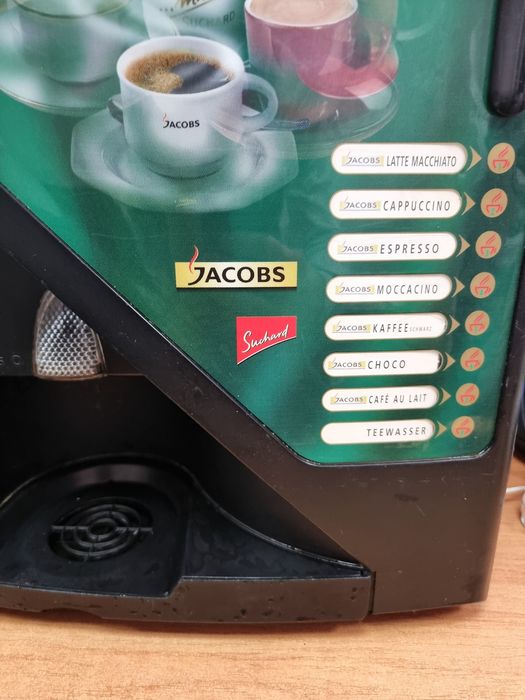 SUCHARD
JACOBS
JACOBS LATTE MACCHIATO
JACOBS CAPPUCCINO
JACOBS ESPRESSO
JACOBS
JACOBS MOCCACINO
Suchard
JACOBS KAFFEE SCHWARZ
JACOBS CHOCO
JACOBS CAFÉ AU LAIT
TEEWASSER